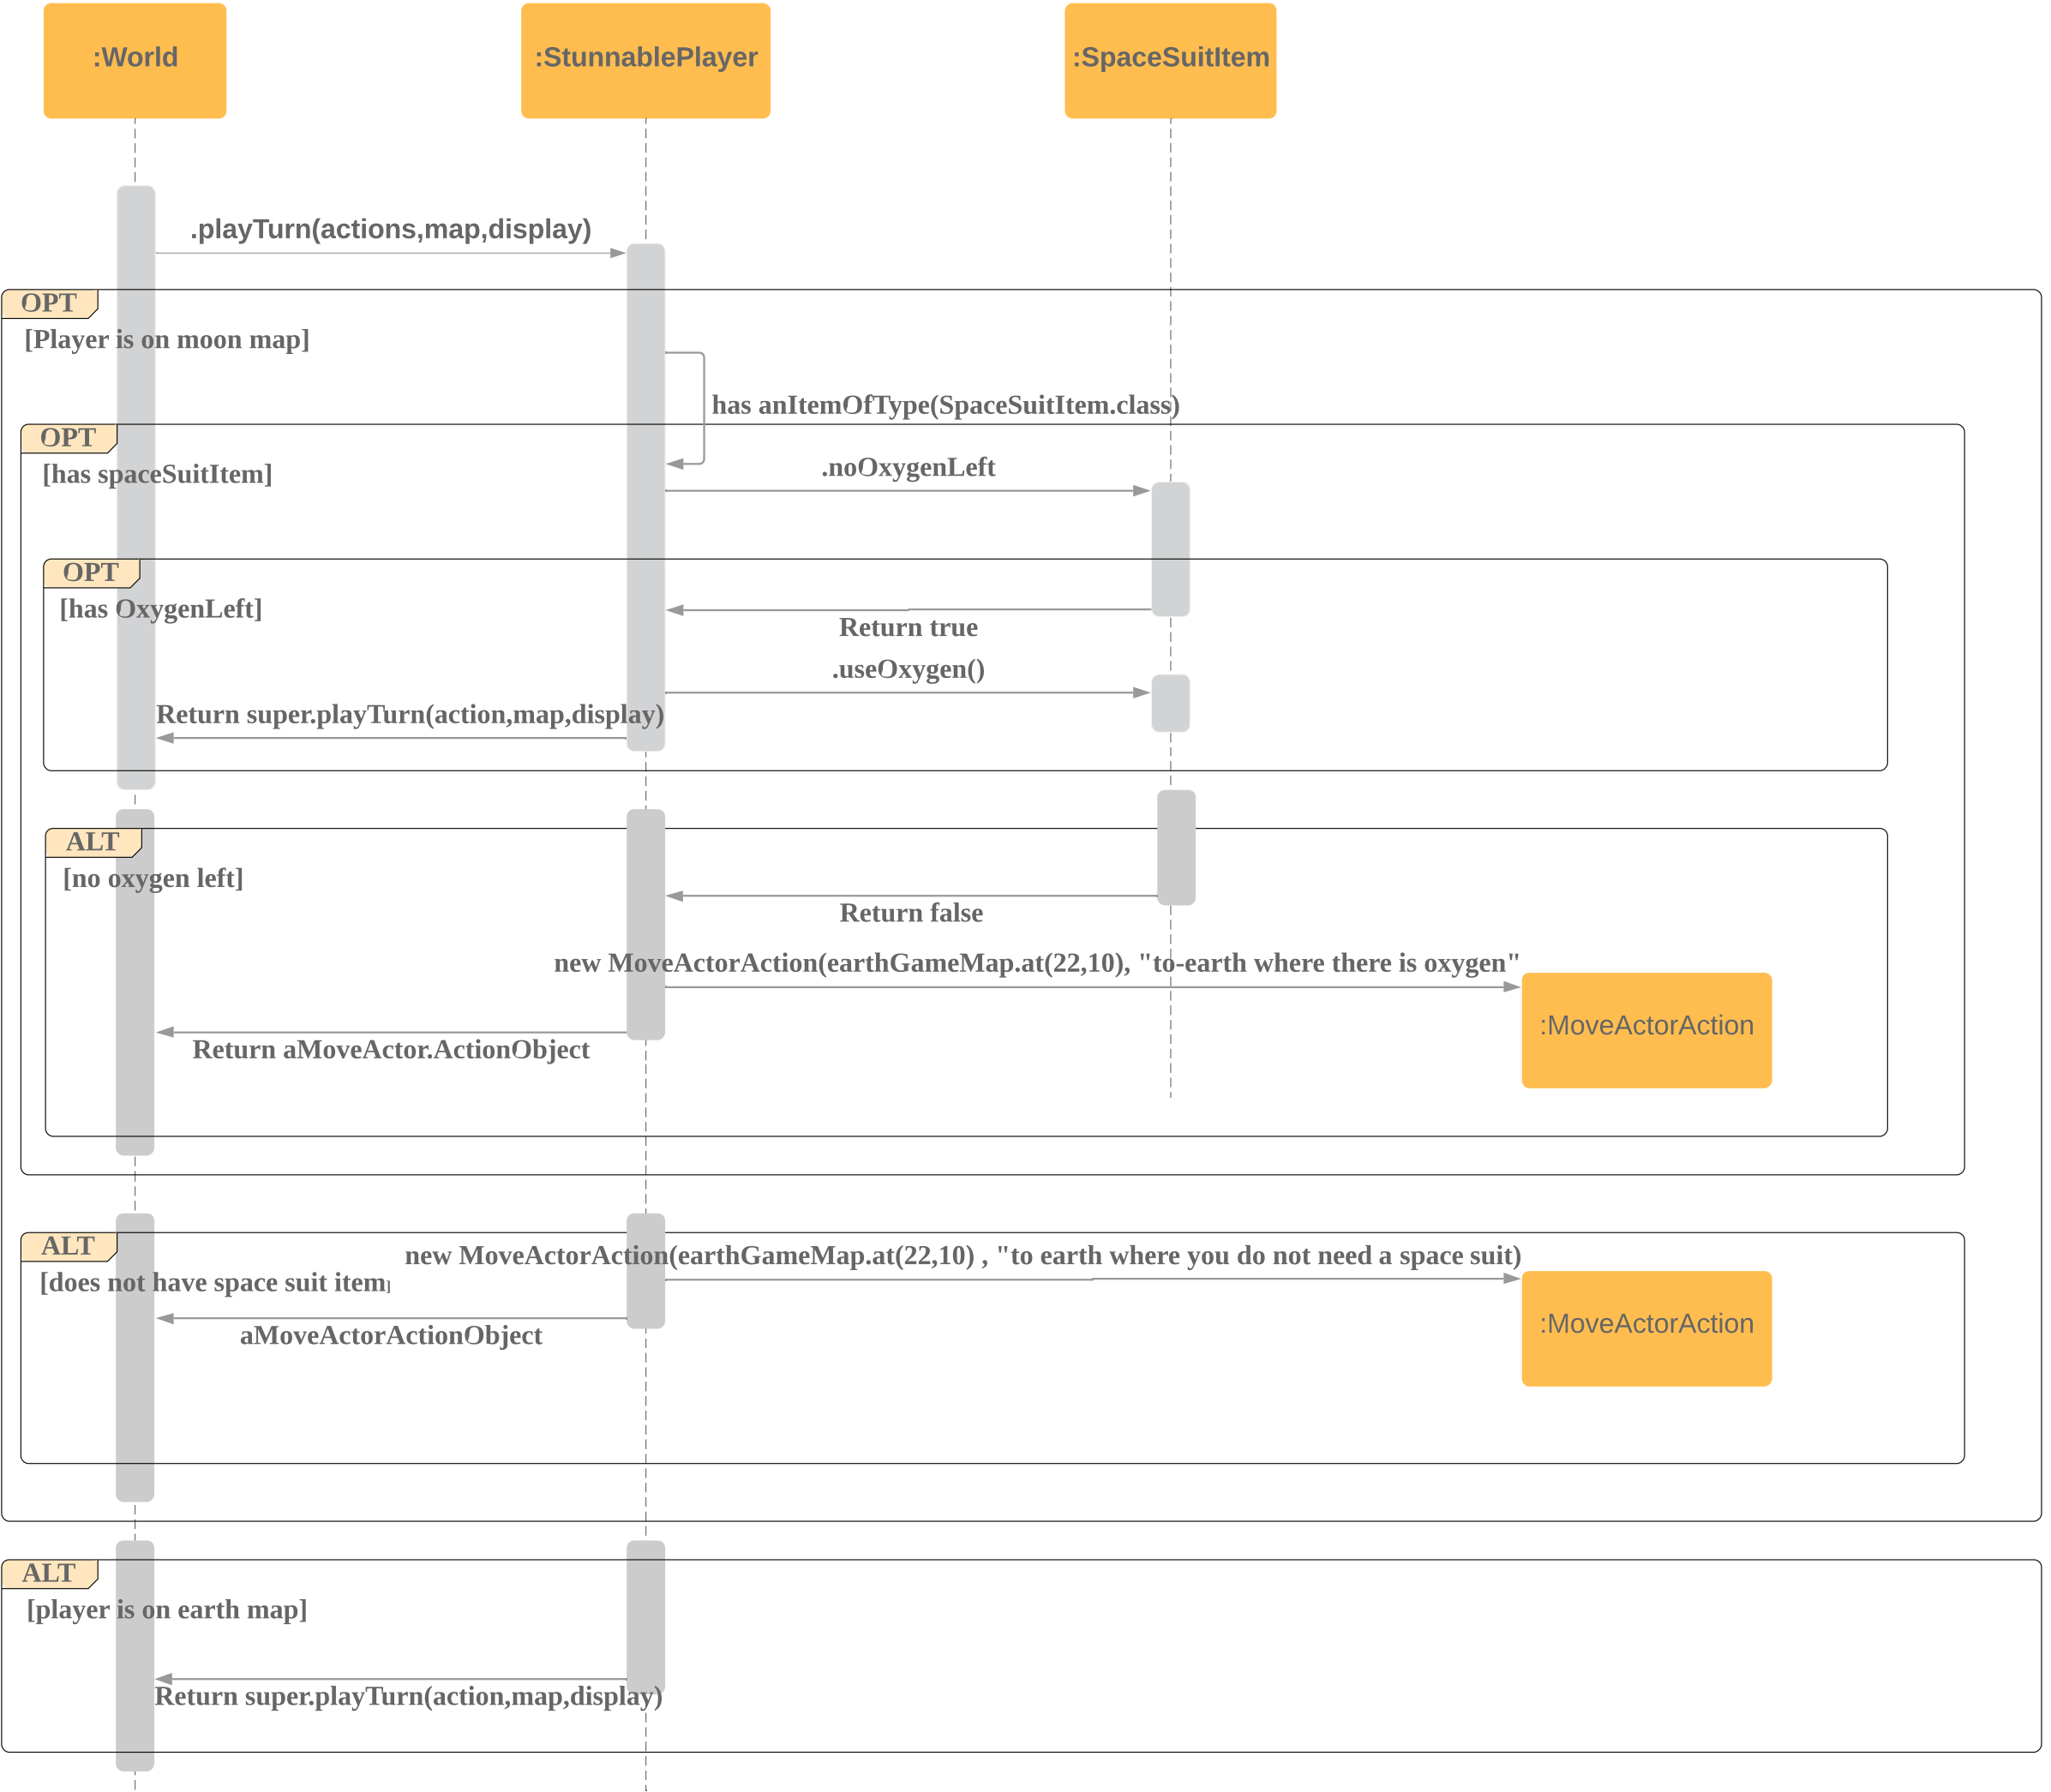 :World
:StunnablePlayer
:SpaceSuitItem
.playTurn(actions,map,display)
OPT
[Player is on moon map]
has anItemOfType(SpaceSuitItem.class)
OPT
[has spaceSuitItem]
.noOxygenLeft
OPT
[has OxygenLeft]
Return true
.useOxygen()
Return super.playTurn(action,map,display)
ALT
[no oxygen left]
Return false
new MoveActorAction(earthGameMap.at(22,10), "to-earth where there is oxygen"
:MoveActorAction
Return aMoveActor.ActionObject
ALT
new MoveActorAction(earthGameMap.at(22,10) , "to earth where you do not need a space suit)
[does not have space suit item]
:MoveActorAction
aMoveActorActionObject
ALT
[player is on earth map]
Return super.playTurn(action,map,display)